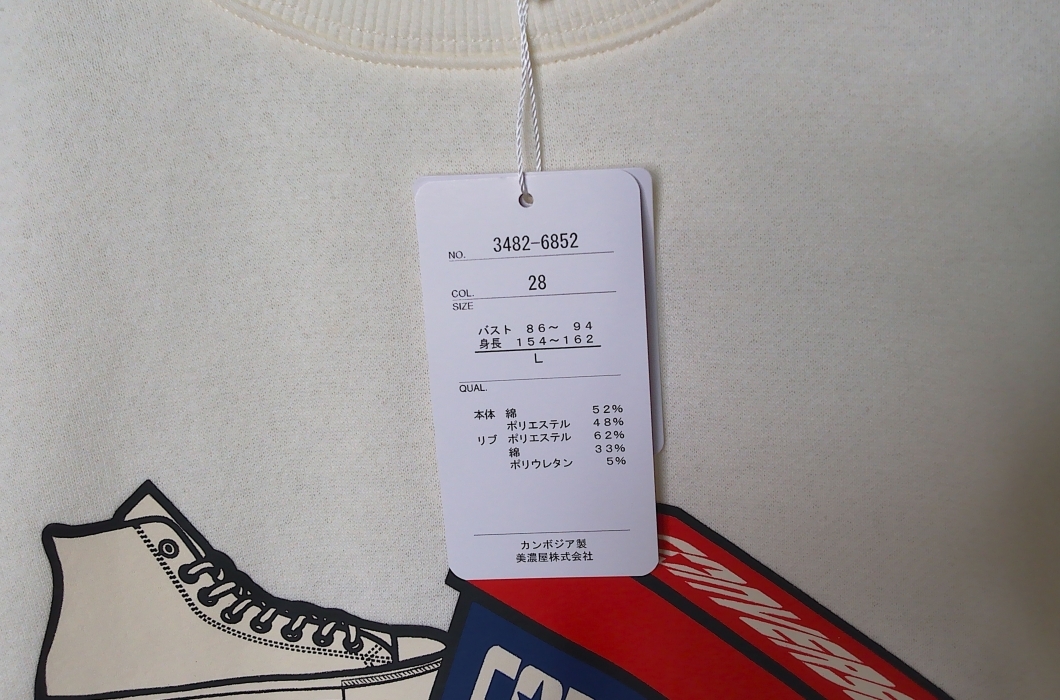 NO. 3482-6852
COL. 28
SIZE
バスト 86～ 94
身長 154～162
L
QUAL.
本体 綿 52%
ポリエステル 48%
リブ ポリエステル 62%
綿 33%
ポリウレタン 5%
カンボジア製
美濃屋株式会社